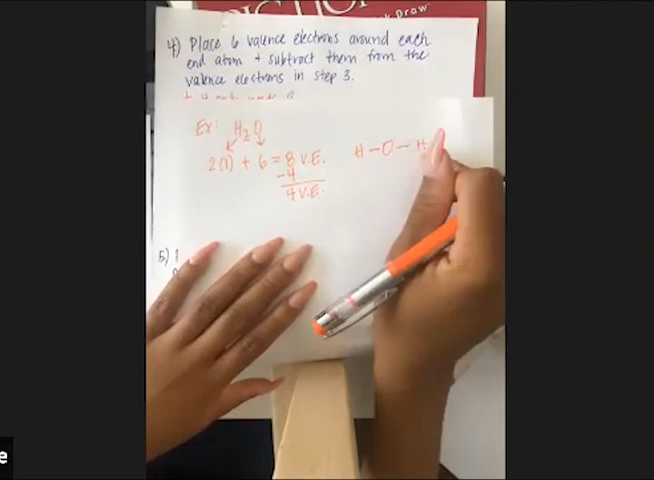 Draw
4) Place 6 valence electrons around each
end atom + subtract them from the
valence electrons in step 3.
Ex: H2O
2(1) + 6 = 8 V.E.
-4
4 V.E.
H-O-H
5)
e